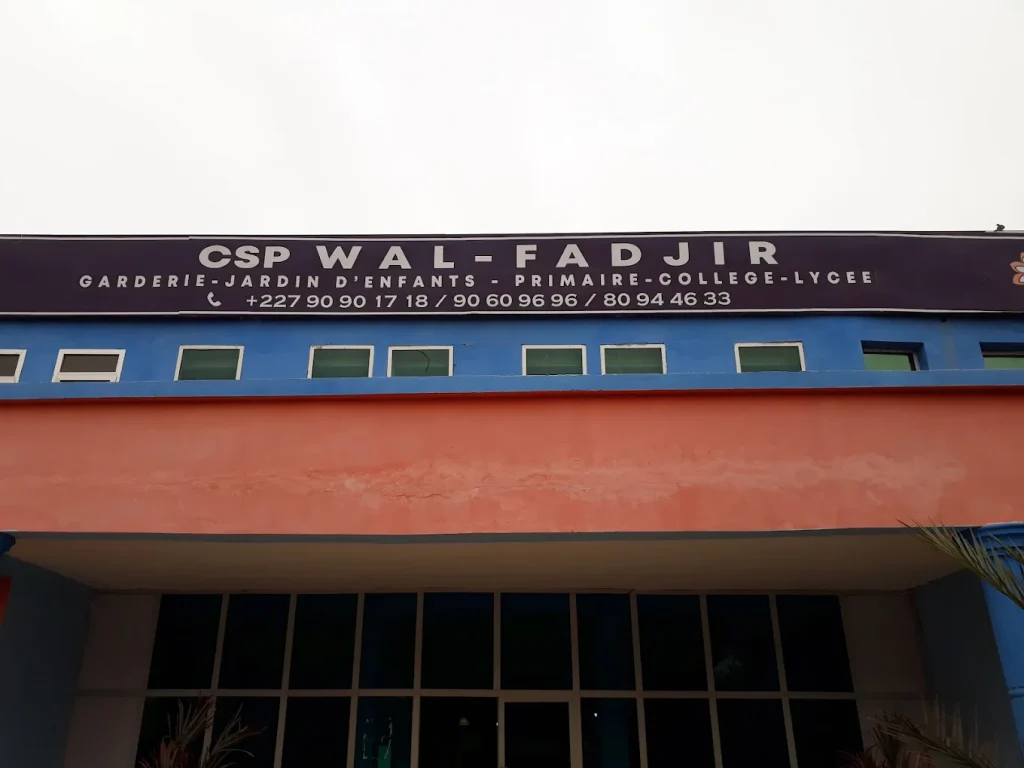 CSP WAL-FADJIR
GARDERIE-JARDIN D'ENFANTS - PRIMAIRE-COLLEGE-LYCEE
+227 90 90 17 18 / 90 60 96 96 / 80 94 46 33